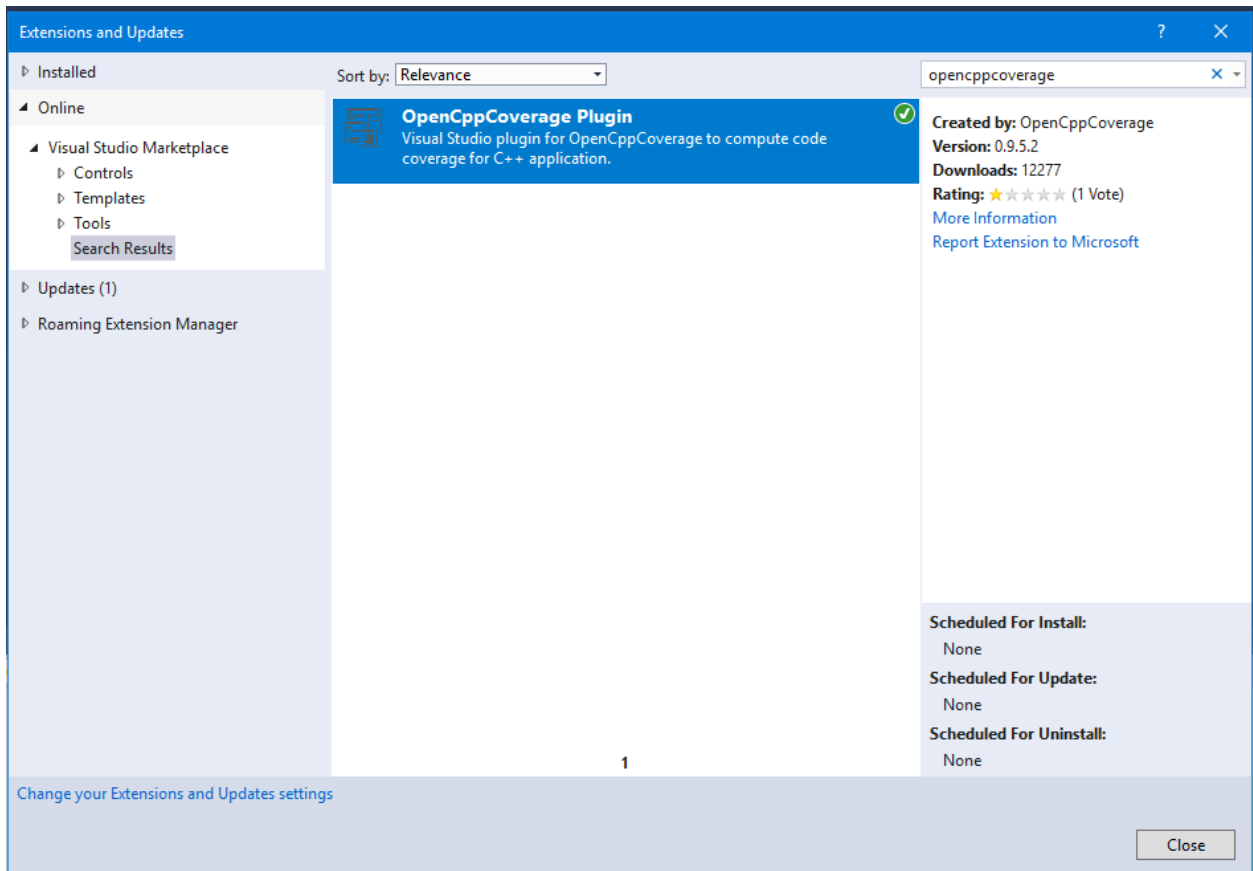 Extensions and Updates
?
Installed
Sort by: Relevance
opencppcoverage
Online
Visual Studio Marketplace
Controls
Templates
Tools
Search Results
Updates (1)
Roaming Extension Manager
OpenCppCoverage Plugin
Visual Studio plugin for OpenCppCoverage to compute code
coverage for C++ application.
1
Created by: OpenCppCoverage
Version: 0.9.5.2
Downloads: 12277
Rating: (1 Vote)
More Information
Report Extension to Microsoft
Scheduled For Install:
None
Scheduled For Update:
None
Scheduled For Uninstall:
None
Change your Extensions and Updates settings
Close